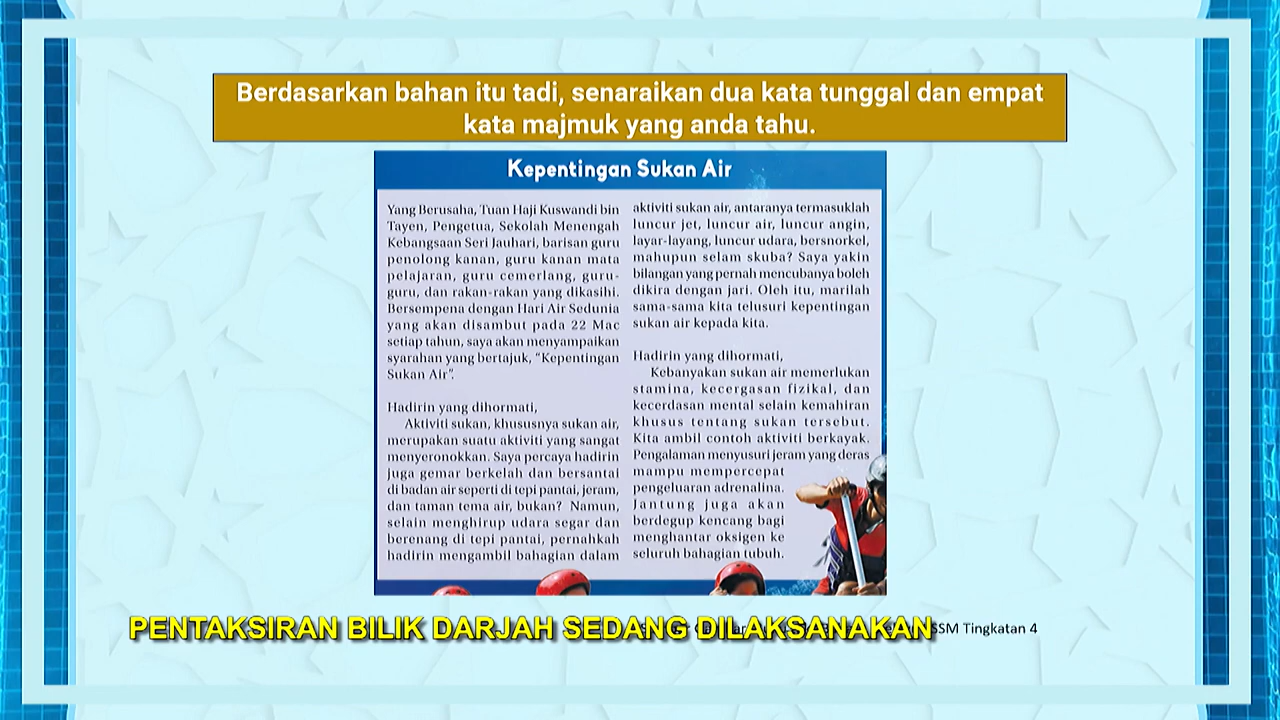 Berdasarkan bahan itu tadi, senaraikan dua kata tunggal dan empat
kata majmuk yang anda tahu.
Kepentingan Sukan Air
Yang Berusaha, Tuan Haji Kuswandi bin
Tayen, Pengetua, Sekolah Menengah
Kebangsaan Seri Jauhari, barisan guru
penolong kanan, guru kanan mata
pelajaran, guru cemerlang, guru-
guru, dan rakan-rakan yang dikasihi.
Bersempena dengan Hari Air Sedunia
yang akan disambut pada 22 Mac
setiap tahun, saya akan menyampaikan
syarahan yang bertajuk, “Kepentingan
Sukan Air”.
Hadirin yang dihormati,
Aktiviti sukan, khususnya sukan air,
merupakan suatu aktiviti yang sangat
menyeronokkan. Saya percaya hadirin
juga gemar berkelah dan bersantai
di badan air seperti di tepi pantai, jeram,
dan taman tema air, bukan? Namun,
selain menghirup udara segar dan
berenang di tepi pantai, pernahkah
hadirin mengambil bahagian dalam
aktiviti sukan air, antaranya termasuklah
luncur jet, luncur air, luncur angin,
layar-layang, luncur udara, bersnorkel,
mahupun selam skuba? Saya yakin
bilangan yang pernah mencubanya boleh
dikira dengan jari. Oleh itu, marilah
sama-sama kita telusuri kepentingan
sukan air kepada kita.
Hadirin yang dihormati,
Kebanyakan sukan air memerlukan
stamina, kecergasan fizikal, dan
kecerdasan mental selain kemahiran
khusus tentang sukan tersebut.
Kita ambil contoh aktiviti berkayak.
Pengalaman menyusuri jeram yang deras
mampu mempercepat
pengeluaran adrenalina.
Jantung juga akan
berdegup kencang bagi
menghantar oksigen ke
seluruh bahagian tubuh.
PENTAKSIRAN BILIK DARJAH SEDANG DILAKSANAKAN
Tingkatan 4